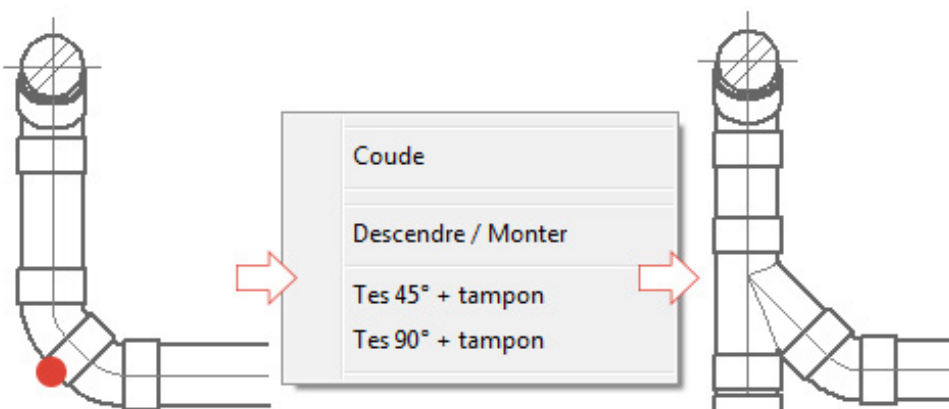 Coude
Descendre / Monter
Tes 45° + tampon
Tes 90° + tampon